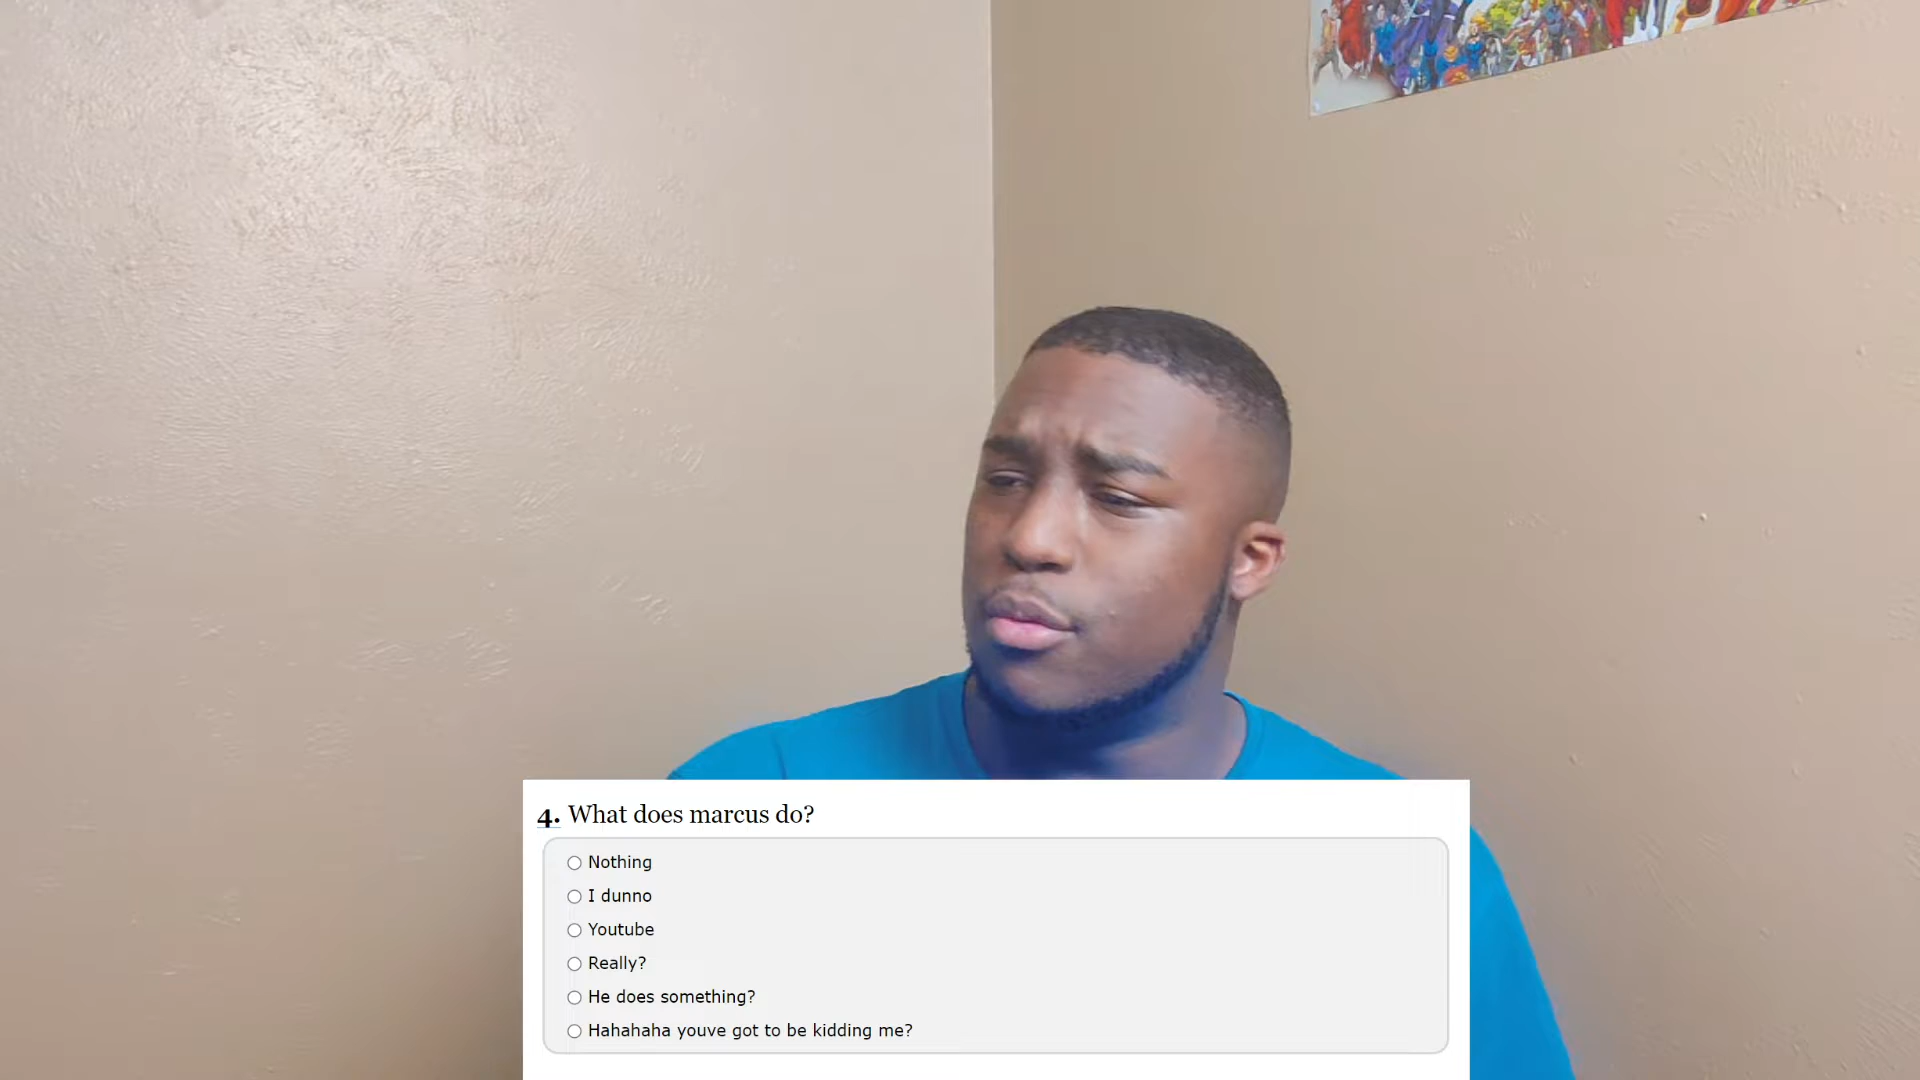 4. What does marcus do?
Nothing
I dunno
Youtube
Really?
He does something?
Hahahaha youve got to be kidding me?